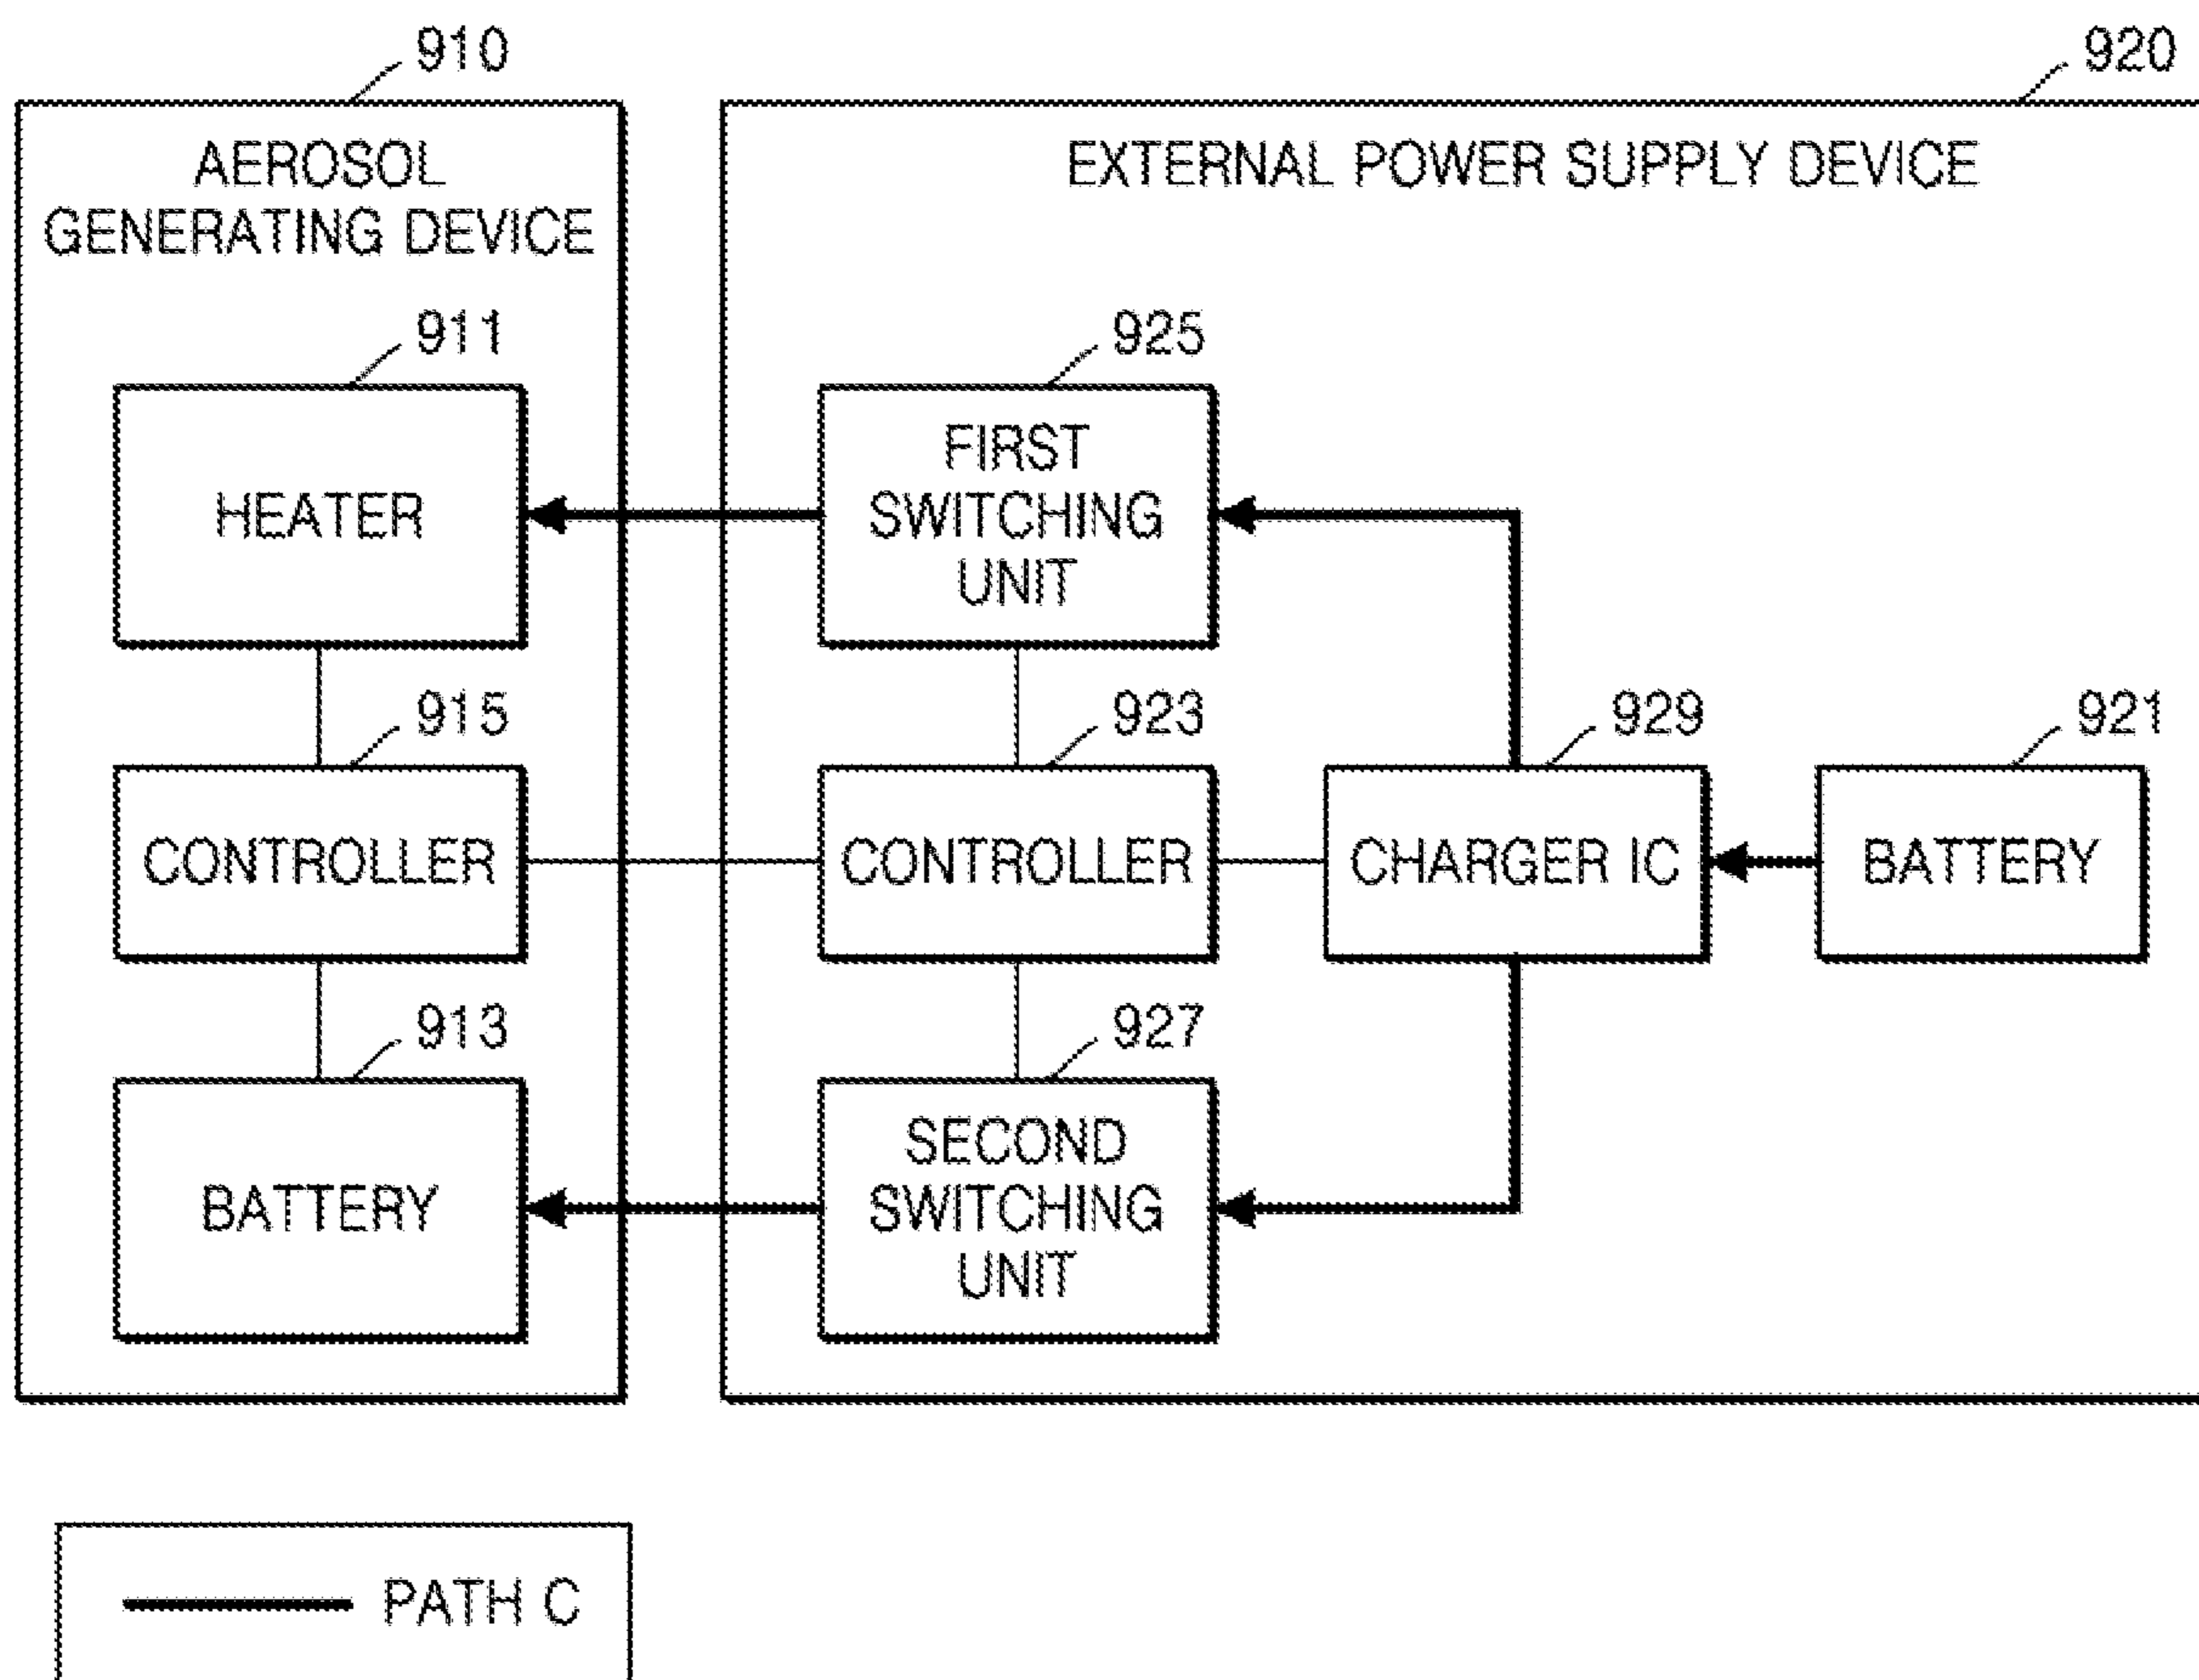 910
920
AEROSOL
GENERATING DEVICE
EXTERNAL POWER SUPPLY DEVICE
911
925
HEATER
FIRST
SWITCHING
UNIT
915
923
929
921
CONTROLLER
CONTROLLER
CHARGER IC
BATTERY
913
927
BATTERY
SECOND
SWITCHING
UNIT
PATH C